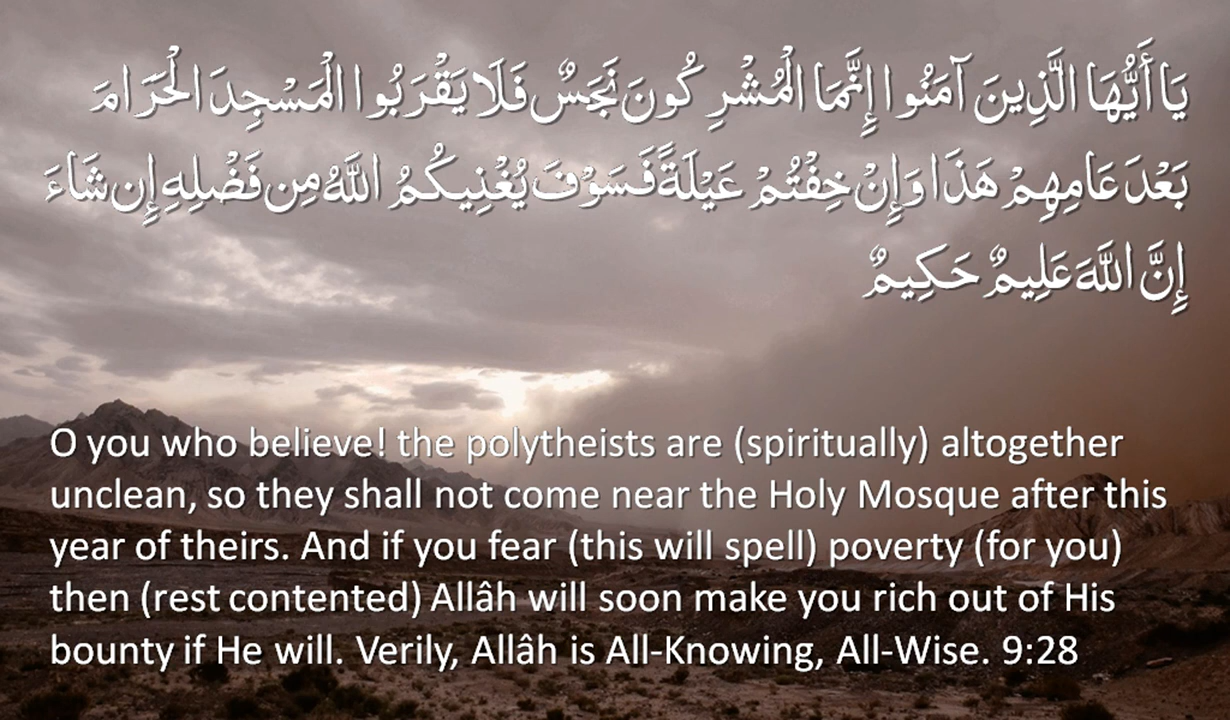 يَا أَيُّهَا الَّذِينَ آمَنُوا إِنَّمَا الْمُشْرِكُونَ نَجَسٌ فَلَا يَقْرَبُوا الْمَسْجِدَ الْحَرَامَ
بَعْدَ عَامِهِمْ هَذَا وَإِنْ خِفْتُمْ عَيْلَةً فَسَوْفَ يُغْنِيكُمُ اللَّهُ مِن فَضْلِهِ إِن شَاءَ
إِنَّ اللَّهَ عَلِيمٌ حَكِيمٌ
O you who believe! the polytheists are (spiritually) altogether
unclean, so they shall not come near the Holy Mosque after this
year of theirs. And if you fear (this will spell) poverty (for you)
then (rest contented) Allâh will soon make you rich out of His
bounty if He will. Verily, Allâh is All-Knowing, All-Wise. 9:28